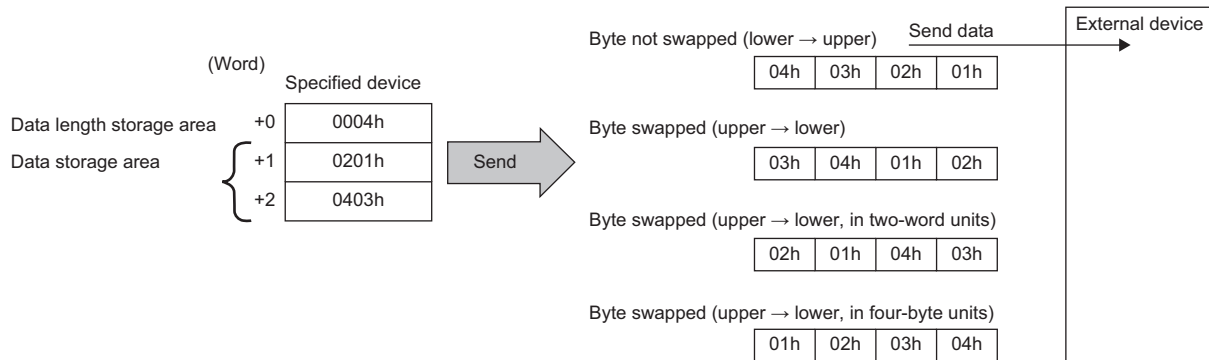 Byte not swapped (lower → upper) Send data External device
04h 03h 02h 01h
(Word)
Specified device
Data length storage area +0 0004h
Data storage area +1 0201h
+2 0403h
Send
Byte swapped (upper → lower)
03h 04h 01h 02h
Byte swapped (upper → lower, in two-word units)
02h 01h 04h 03h
Byte swapped (upper → lower, in four-byte units)
01h 02h 03h 04h